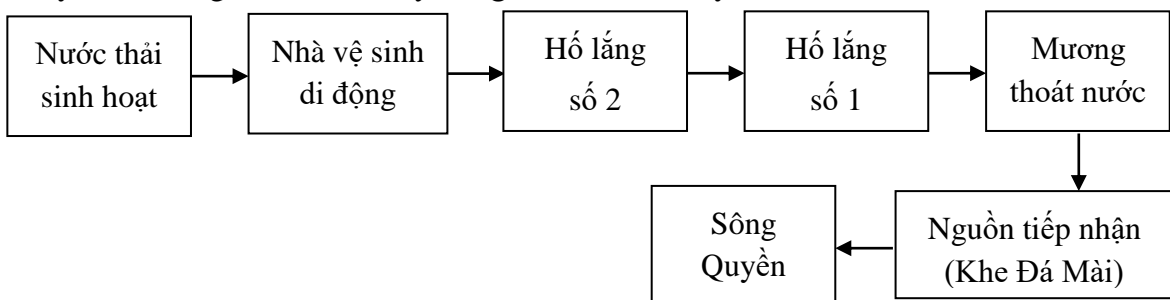 Nước thải
sinh hoạt
Nhà vệ sinh
di động
Hố lắng
số 2
Hố lắng
số 1
Mương
thoát nước
Nguồn tiếp nhận
(Khe Đá Mài)
Sông
Quyền